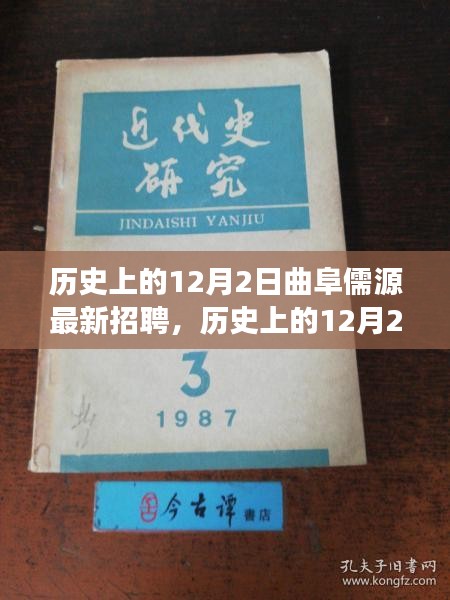 近代史
研究
JINDAISHI YANJIU
历史上的12月2日曲阜儒源
最新招聘，历史上的12月2
3
1987
今古谭書店
孔夫子旧书网
www.kongfz.com